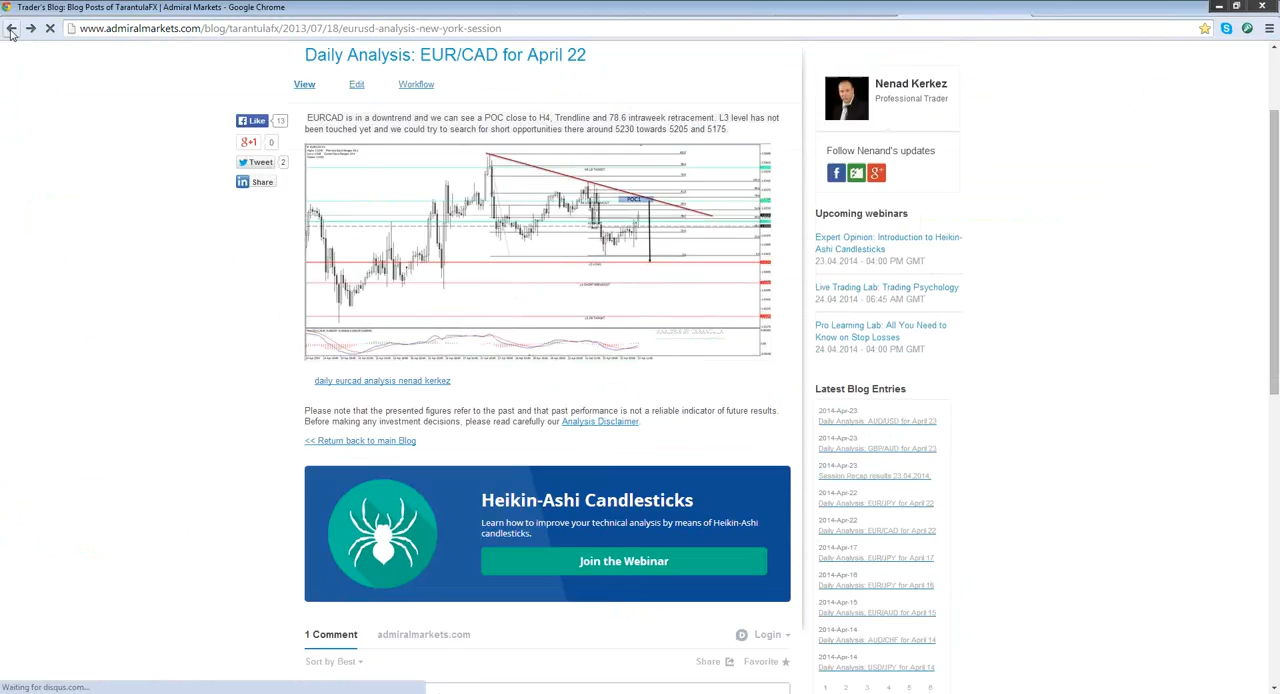 Trader's Blog: Blog Posts of TarantulaFX | Admiral Markets - Google Chrome
www.admiralmarkets.com/blog/tarantulafx/2013/07/18/eurusd-analysis-new-york-session
Daily Analysis: EUR/CAD for April 22
View Edit Workflow
Like 13
+1 0
Tweet 2
Share
EURCAD is in a downtrend and we can see a POC close to H4, Trendline and 78.6 intraweek retracement. L3 level has
not been touched yet and we could try to search for short opportunities there around 5230 towards 5205 and 5175.
POC1
daily eurcad analysis nenad kerkez
Please note that the presented figures refer to the past and that past performance is not a reliable indicator of future results.
Before making any investment decisions, please read carefully our Analysis Disclaimer.
<< Return back to main Blog
Heikin-Ashi Candlesticks
Learn how to improve your technical analysis by means of Heikin-Ashi
candlesticks.
Join the Webinar
1 Comment admiralmarkets.com Login
Sort by Best Share Favorite
Waiting for disqus.com...
Nenad Kerkez
Professional Trader
Follow Nenand's updates
Upcoming webinars
Expert Opinion: Introduction to Heikin-
Ashi Candlesticks
23.04.2014 - 04:00 PM GMT
Live Trading Lab: Trading Psychology
24.04.2014 - 06:45 AM GMT
Pro Learning Lab: All You Need to
Know on Stop Losses
24.04.2014 - 04:00 PM GMT
Latest Blog Entries
2014-Apr-23
Daily Analysis: AUD/USD for April 23
2014-Apr-23
Daily Analysis: GBP/AUD for April 23
2014-Apr-23
Session Recap results 23.04.2014.
2014-Apr-22
Daily Analysis: EUR/JPY for April 22
2014-Apr-22
Daily Analysis: EUR/CAD for April 22
2014-Apr-17
Daily Analysis: EUR/JPY for April 17
2014-Apr-16
Daily Analysis: EUR/JPY for April 16
2014-Apr-15
Daily Analysis: EUR/AUD for April 15
2014-Apr-14
Daily Analysis: AUD/CHF for April 14
2014-Apr-14
Daily Analysis: USD/JPY for April 14
1 2 3 4 5 6